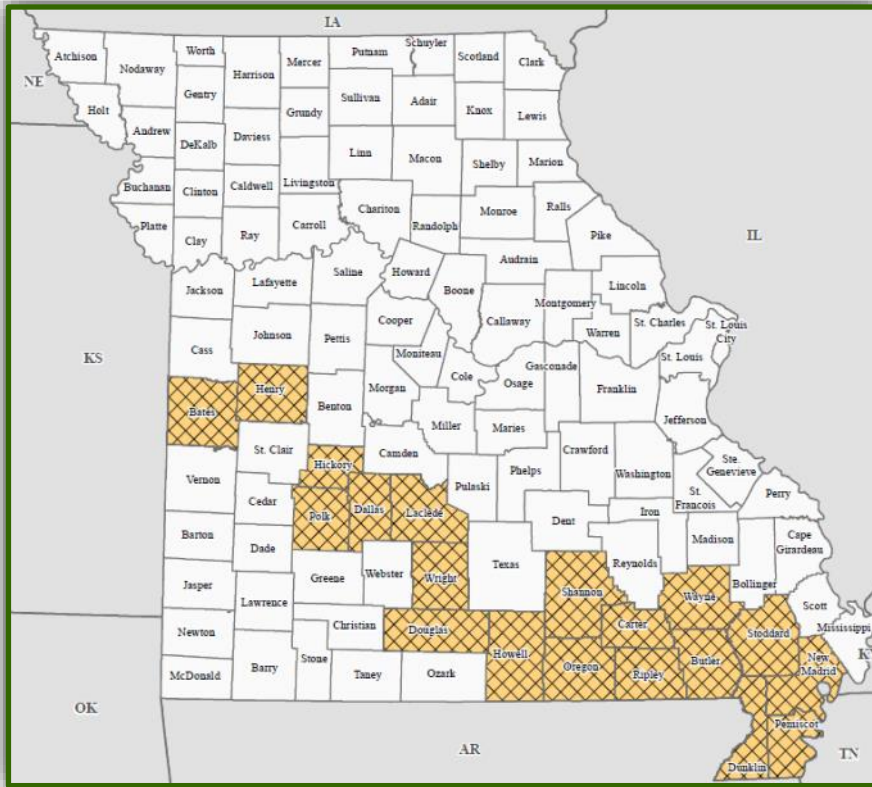 IA
Atchison
Nodaway
Worth
Harrison
Mercer
Putnam
Schuyler
Scotland
Clark
NE
Holt
Gentry
Grundy
Sullivan
Adair
Knox
Lewis
Andrew
DeKalb
Daviess
Linn
Macon
Shelby
Marion
Buchanan
Clinton
Caldwell
Livingston
Chariton
Randolph
Monroe
Ralls
Platte
Clay
Ray
Carroll
Pike
IL
Jackson
Lafayette
Saline
Howard
Boone
Audrain
Callaway
Montgomery
Lincoln
Cass
Johnson
Pettis
Cooper
Moniteau
Warren
St. Charles
St. Louis
City
St. Louis
KS
Bates
Henry
Benton
Morgan
Cole
Osage
Gasconade
Franklin
Jefferson
Miller
Maries
Vernon
St. Clair
Hickory
Camden
Pulaski
Phelps
Crawford
Washington
Ste.
Genevieve
St.
Francois
Perry
Cedar
Polk
Dallas
Laclede
Dent
Iron
Madison
Cape
Girardeau
Barton
Dade
Greene
Webster
Wright
Texas
Shannon
Reynolds
Wayne
Bollinger
Jasper
Lawrence
Christian
Douglas
Howell
Carter
Stoddard
Scott
Mississippi
Newton
McDonald
Barry
Stone
Taney
Ozark
Oregon
Ripley
Butler
New
Madrid
Pemiscot
Dunklin
OK
AR
TN